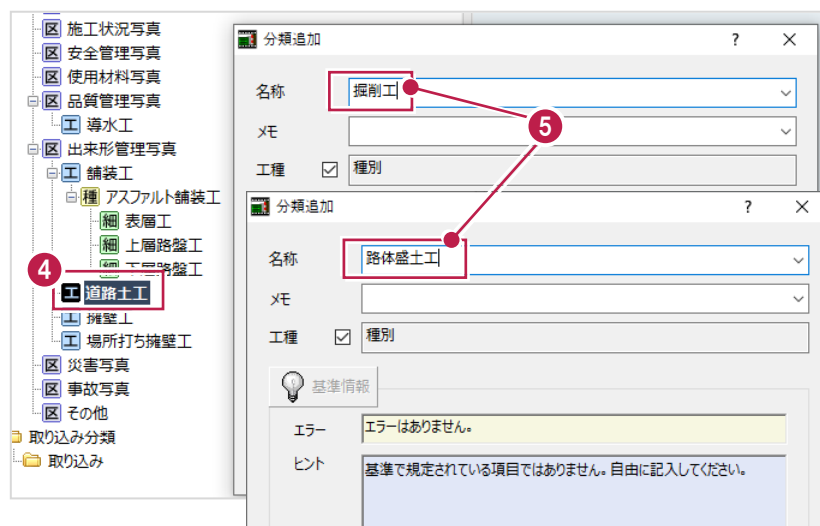 区 施工状況写真
区 安全管理写真
区 使用材料写真
区 品質管理写真
工 導水工
区 出来形管理写真
工 舗装工
種 アスファルト舗装工
細 表層工
細 上層路盤工
細 下層路盤工
4
工 道路土工
工 擁壁工
工 場所打ち擁壁工
区 災害写真
区 事故写真
区 その他
取り込み分類
取り込み
分類追加 ? ×
名称 掘削工
メモ
5
工種 種別
分類追加 ? ×
名称 路体盛土工
メモ
工種 種別
基準情報
エラー エラーはありません。
ヒント 基準で規定されている項目ではありません。自由に記入してください。